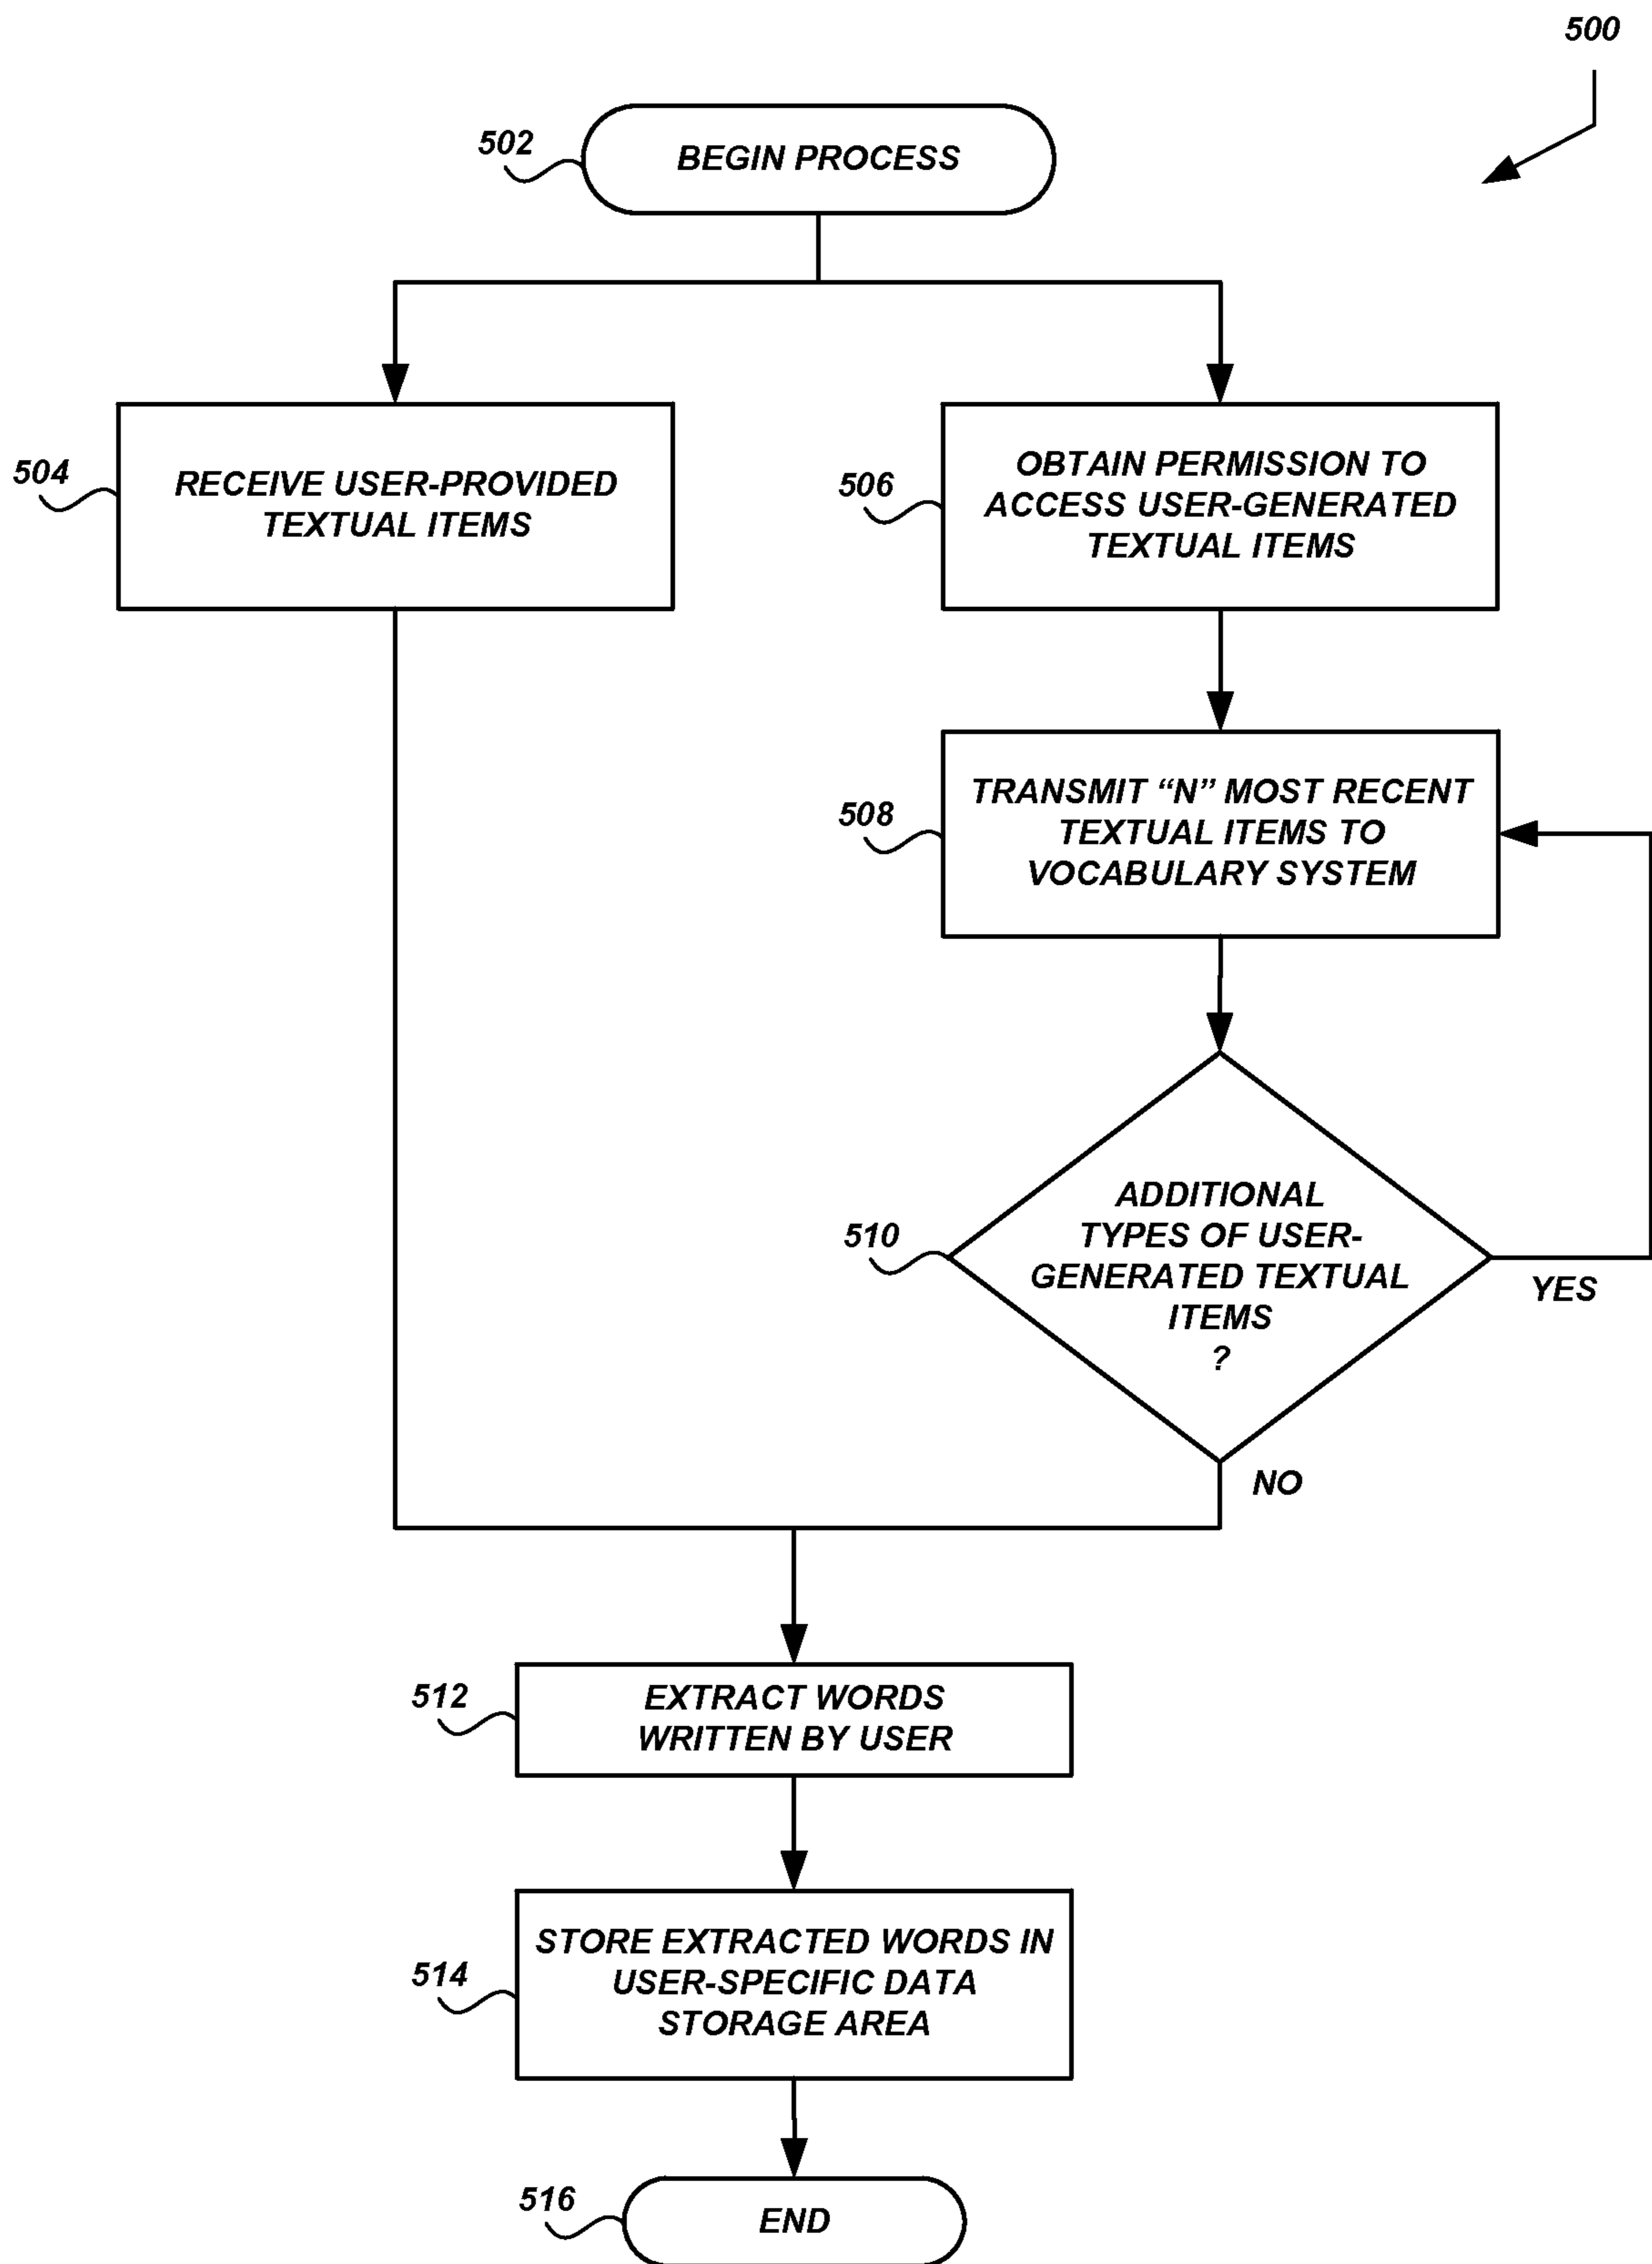 500
502
BEGIN PROCESS
504
RECEIVE USER-PROVIDED
TEXTUAL ITEMS
506
OBTAIN PERMISSION TO
ACCESS USER-GENERATED
TEXTUAL ITEMS
508
TRANSMIT “N” MOST RECENT
TEXTUAL ITEMS TO
VOCABULARY SYSTEM
510
ADDITIONAL
TYPES OF USER-
GENERATED TEXTUAL
ITEMS
?
YES
NO
512
EXTRACT WORDS
WRITTEN BY USER
514
STORE EXTRACTED WORDS IN
USER-SPECIFIC DATA
STORAGE AREA
516
END